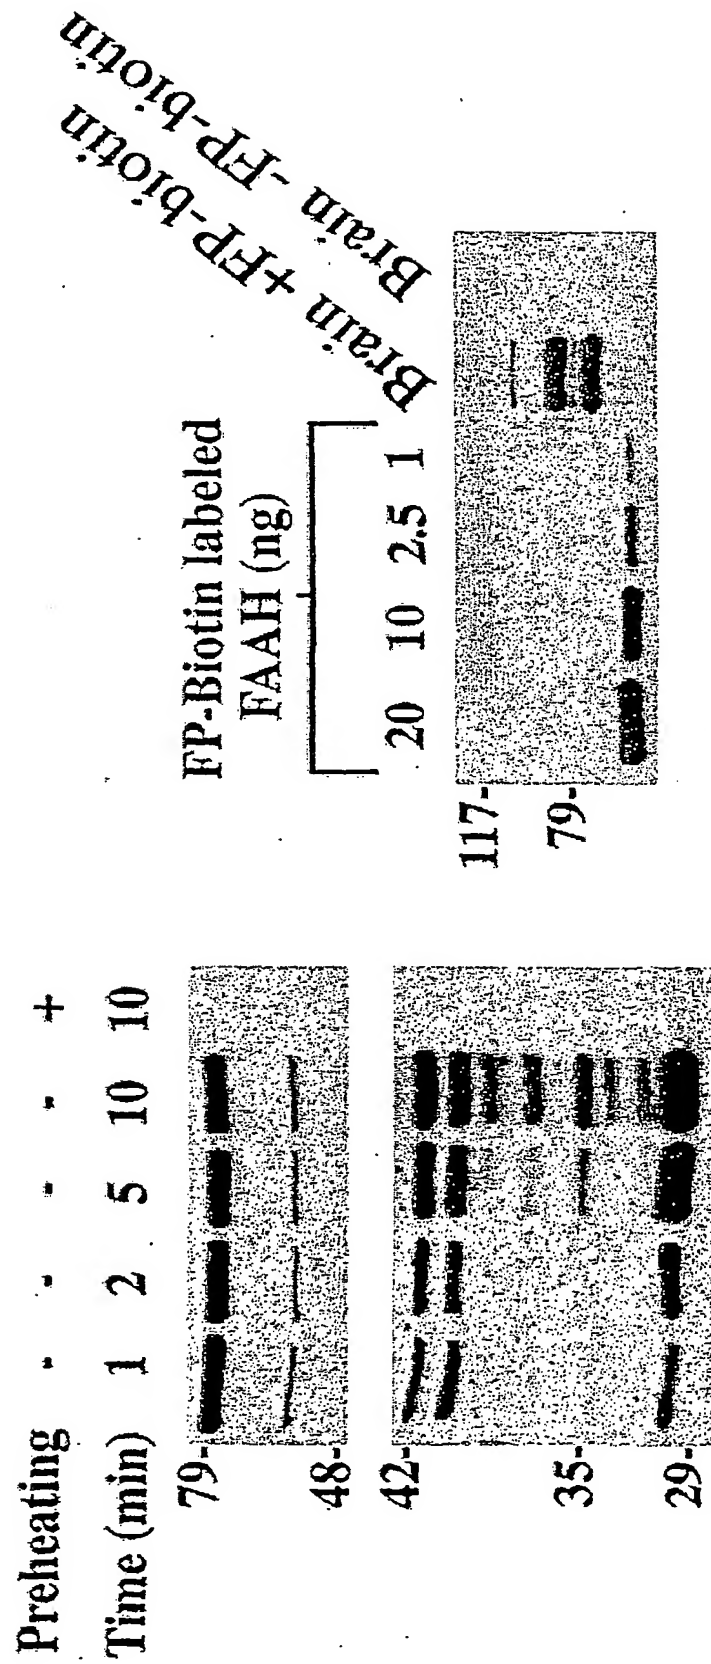 Preheating - - - - +
Time (min) 1 2 5 10 10
79-
48-
42-
35-
29-
FP-Biotin labeled
FAAH (ng)
20 10 2.5 1
Brain +FP-biotin
Brain -FP-biotin
117-
79-